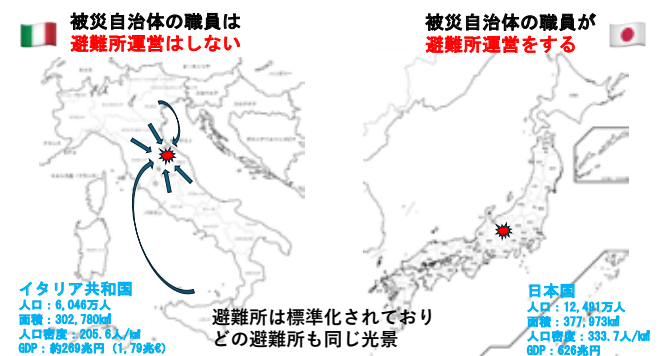 被災自治体の職員は
避難所運営はしない
被災自治体の職員が
避難所運営をする
イタリア共和国
人口：6,046万人
面積：302,780㎢
人口密度：205.6人/㎢
GDP：約269兆円（1,79兆€）
避難所は標準化されており
どの避難所も同じ光景
日本国
人口：12,491万人
面積：377,973㎢
人口密度：333.7人/㎢
GDP：626兆円